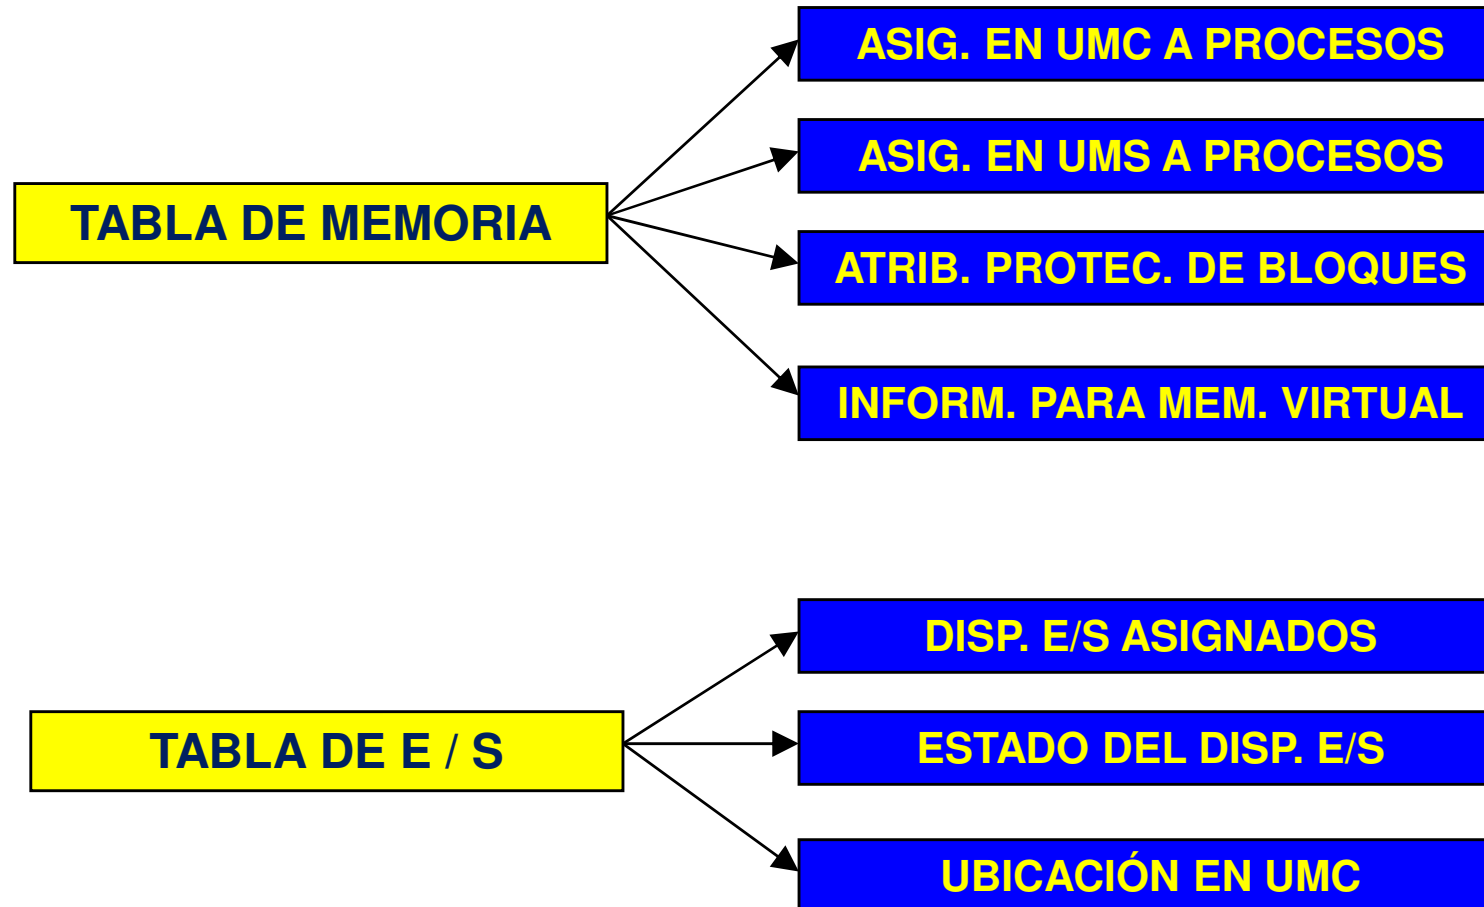 TABLA DE MEMORIA
ASIG. EN UMC A PROCESOS
ASIG. EN UMS A PROCESOS
ATRIB. PROTEC. DE BLOQUES
INFORM. PARA MEM. VIRTUAL
TABLA DE E / S
DISP. E/S ASIGNADOS
ESTADO DEL DISP. E/S
UBICACIÓN EN UMC